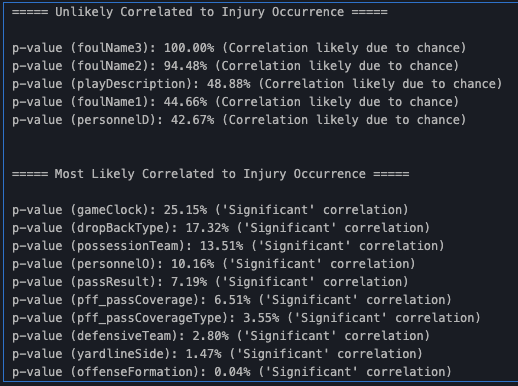 ===== Unlikely Correlated to Injury Occurrence =====
p-value (foulName3): 100.00% (Correlation likely due to chance)
p-value (foulName2): 94.48% (Correlation likely due to chance)
p-value (playDescription): 48.88% (Correlation likely due to chance)
p-value (foulName1): 44.66% (Correlation likely due to chance)
p-value (personnelD): 42.67% (Correlation likely due to chance)
===== Most Likely Correlated to Injury Occurrence =====
p-value (gameClock): 25.15% ('Significant' correlation)
p-value (dropBackType): 17.32% ('Significant' correlation)
p-value (possessionTeam): 13.51% ('Significant' correlation)
p-value (personnelO): 10.16% ('Significant' correlation)
p-value (passResult): 7.19% ('Significant' correlation)
p-value (pff_passCoverage): 6.51% ('Significant' correlation)
p-value (pff_passCoverageType): 3.55% ('Significant' correlation)
p-value (defensiveTeam): 2.80% ('Significant' correlation)
p-value (yardlineSide): 1.47% ('Significant' correlation)
p-value (offenseFormation): 0.04% ('Significant' correlation)